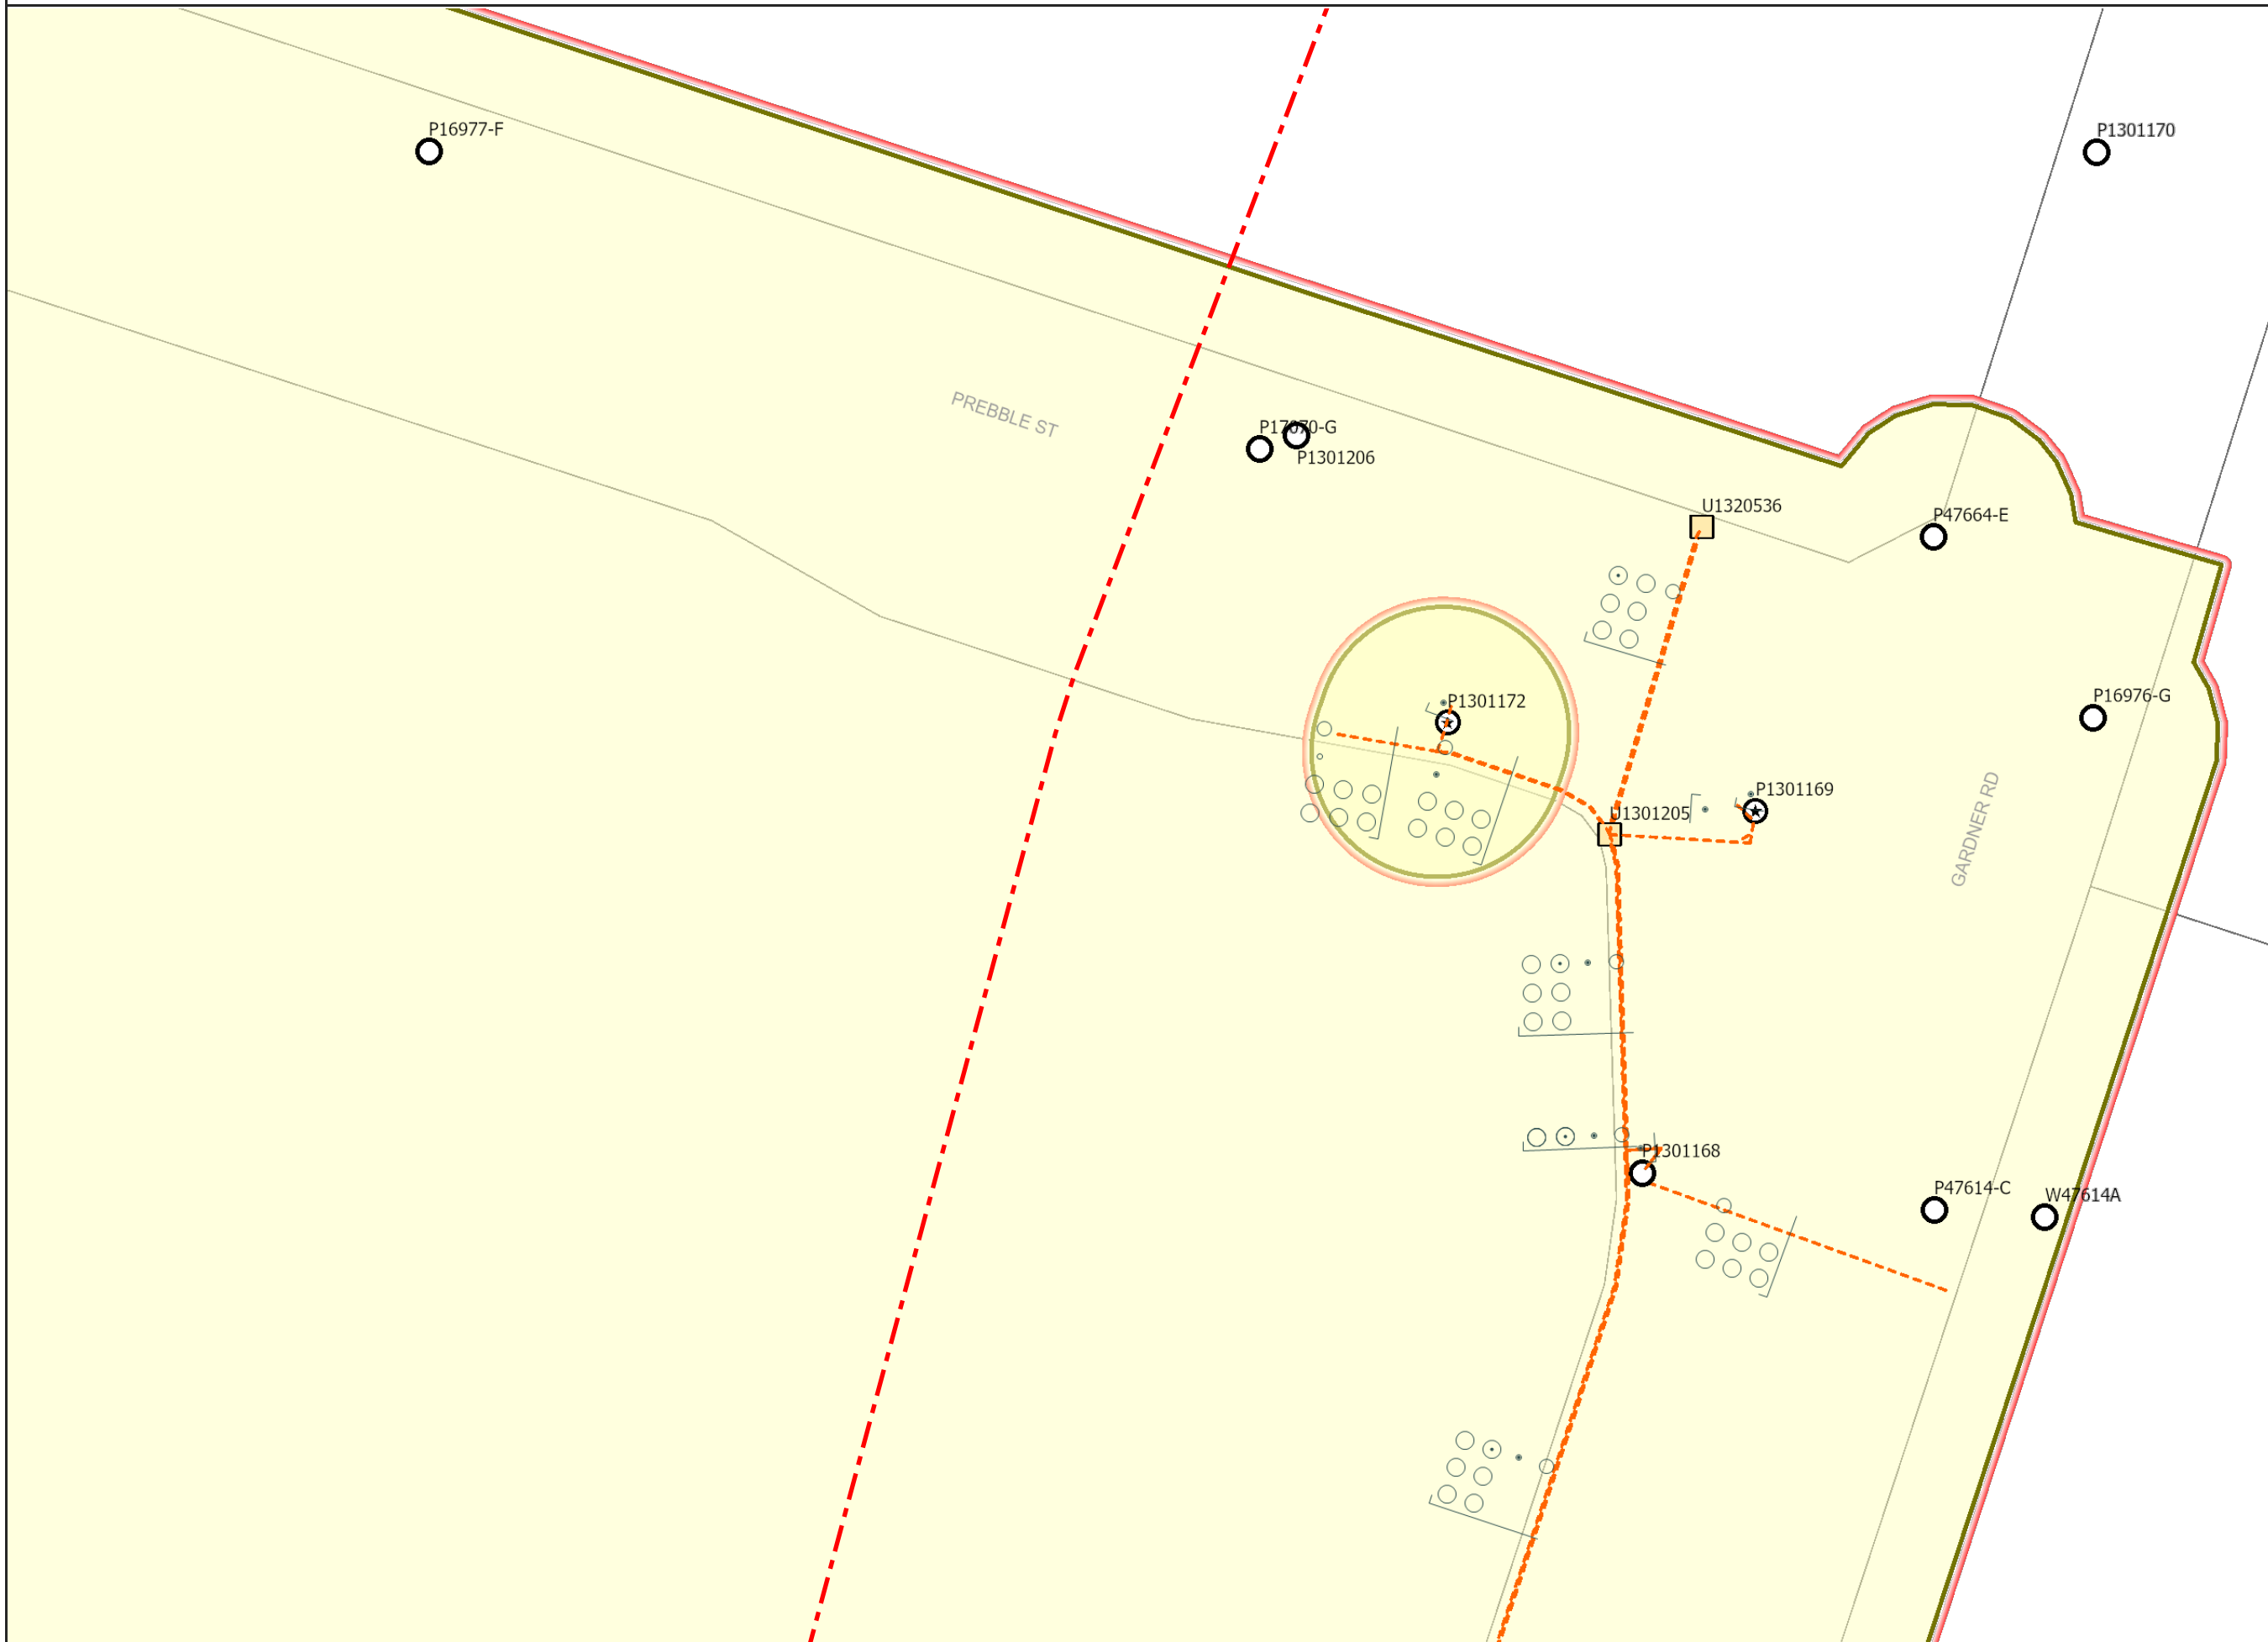 P16977-F
P1301170
PREBBLE ST
P17070-G
P1301206
U1320536
P47664-E
P1301172
P16976-G
P1301169
U1301205
GARDNER RD
P1301168
P47614-C
W47614A